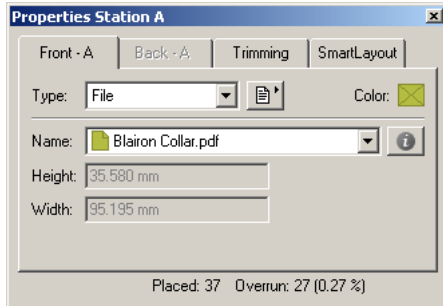 Properties Station A
Front - A Back - A Trimming SmartLayout
Type: File Color:
Name: Blairon Collar.pdf
Height: 35.580 mm
Width: 95.195 mm
Placed: 37 Overrun: 27 (0.27 %)